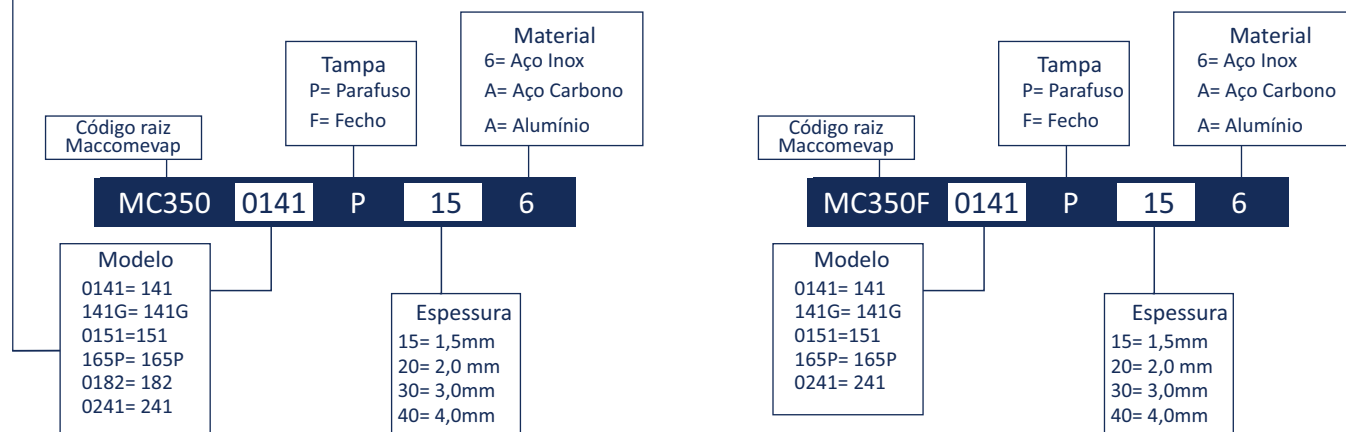 Material
6= Aço Inox
A= Aço Carbono
A= Alumínio
Tampa
P= Parafuso
F= Fecho
Código raiz
Maccomevap
MC350 0141 P 15 6
Modelo
0141= 141
141G= 141G
0151=151
165P= 165P
0182= 182
0241= 241
Espessura
15= 1,5mm
20= 2,0 mm
30= 3,0mm
40= 4,0mm
Material
6= Aço Inox
A= Aço Carbono
A= Alumínio
Tampa
P= Parafuso
F= Fecho
Código raiz
Maccomevap
MC350F 0141 P 15 6
Modelo
0141= 141
141G= 141G
0151=151
165P= 165P
0241= 241
Espessura
15= 1,5mm
20= 2,0 mm
30= 3,0mm
40= 4,0mm